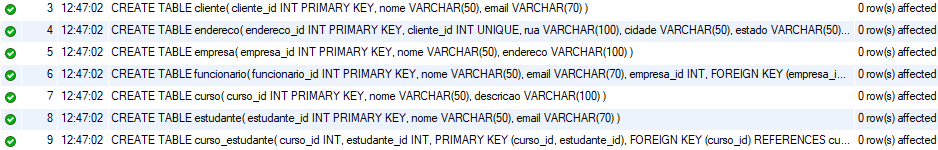 3 12:47:02 CREATE TABLE cliente( cliente_id INT PRIMARY KEY, nome VARCHAR(50), email VARCHAR(70) ) 0 row(s) affected
4 12:47:02 CREATE TABLE endereco( endereco_id INT PRIMARY KEY, cliente_id INT UNIQUE, rua VARCHAR(100), cidade VARCHAR(50), estado VARCHAR(50)... 0 row(s) affected
5 12:47:02 CREATE TABLE empresa( empresa_id INT PRIMARY KEY, nome VARCHAR(50), endereco VARCHAR(100) ) 0 row(s) affected
6 12:47:02 CREATE TABLE funcionario( funcionario_id INT PRIMARY KEY, nome VARCHAR(50), email VARCHAR(70), empresa_id INT, FOREIGN KEY (empresa_i... 0 row(s) affected
7 12:47:02 CREATE TABLE curso( curso_id INT PRIMARY KEY, nome VARCHAR(50), descricao VARCHAR(100) ) 0 row(s) affected
8 12:47:02 CREATE TABLE estudante( estudante_id INT PRIMARY KEY, nome VARCHAR(50), email VARCHAR(70) ) 0 row(s) affected
9 12:47:02 CREATE TABLE curso_estudante( curso_id INT, estudante_id INT, PRIMARY KEY (curso_id, estudante_id), FOREIGN KEY (curso_id) REFERENCES cu... 0 row(s) affected